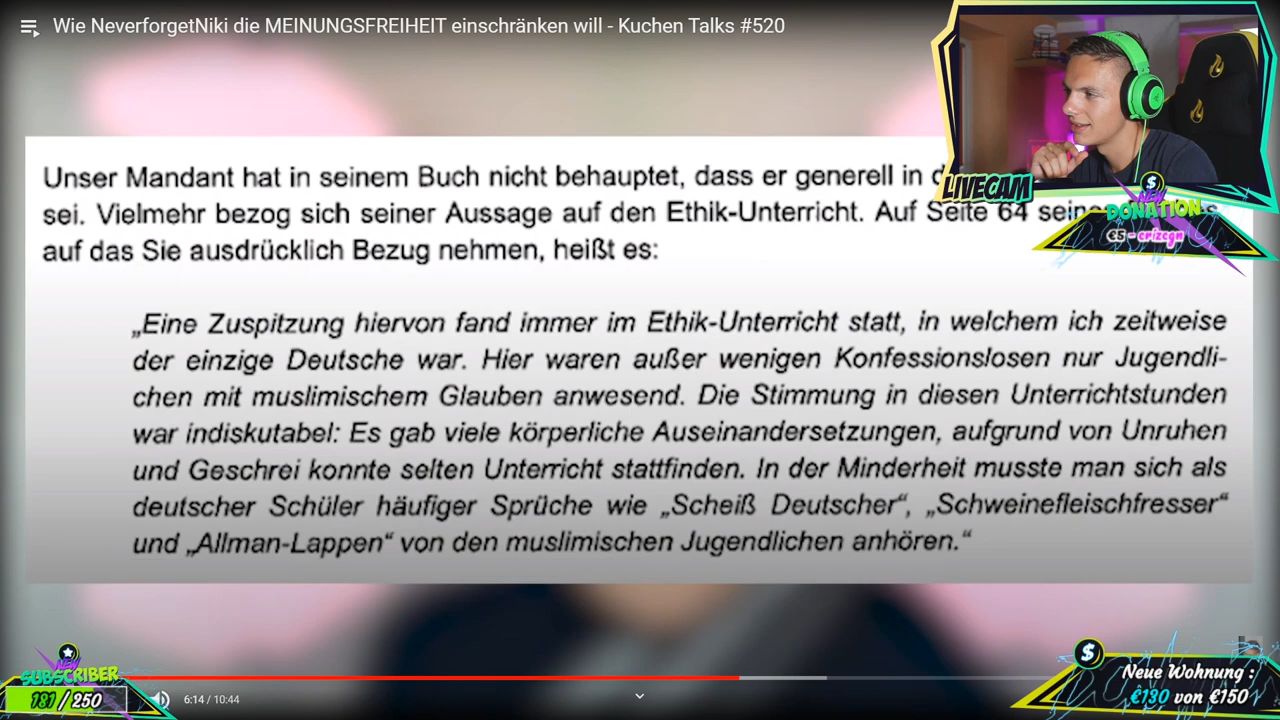 Wie NeverforgetNiki die MEINUNGSFREIHEIT einschränken will - Kuchen Talks #520
Unser Mandant hat in seinem Buch nicht behauptet, dass er generell in d
sei. Vielmehr bezog sich seiner Aussage auf den Ethik-Unterricht. Auf Seite 64 seine
auf das Sie ausdrücklich Bezug nehmen, heißt es:
„Eine Zuspitzung hiervon fand immer im Ethik-Unterricht statt, in welchem ich zeitweise
der einzige Deutsche war. Hier waren außer wenigen Konfessionslosen nur Jugendli-
chen mit muslimischem Glauben anwesend. Die Stimmung in diesen Unterrichtstunden
war indiskutabel: Es gab viele körperliche Auseinandersetzungen, aufgrund von Unruhen
und Geschrei konnte selten Unterricht stattfinden. In der Minderheit musste man sich als
deutscher Schüler häufiger Sprüche wie „Scheiß Deutscher“, „Schweinefleischfresser“
und „Allman-Lappen“ von den muslimischen Jugendlichen anhören.“
LIVECAM
$
NEW
DONATION
€5 - crizcgn
NEW
SUBSCRIBER
181 / 250
6:14 / 10:44
$
Neue Wohnung :
€130 von €150